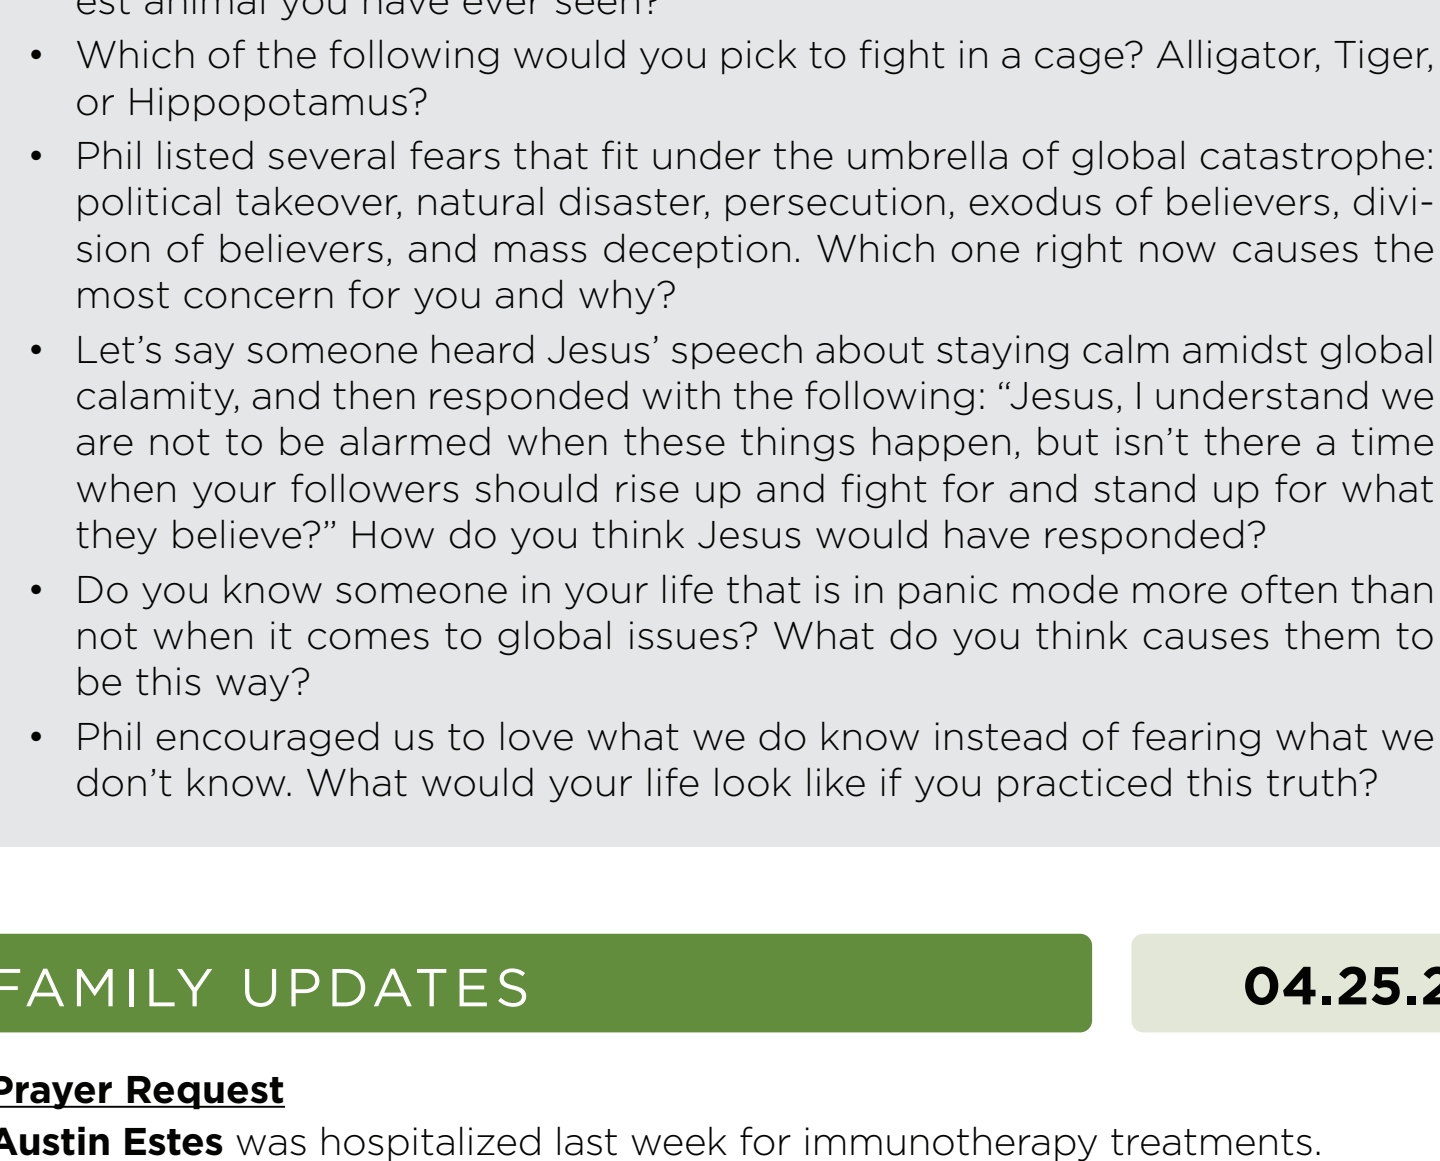 est animal you have ever seen?
• Which of the following would you pick to fight in a cage? Alligator, Tiger,
or Hippopotamus?
• Phil listed several fears that fit under the umbrella of global catastrophe:
political takeover, natural disaster, persecution, exodus of believers, divi-
sion of believers, and mass deception. Which one right now causes the
most concern for you and why?
• Let’s say someone heard Jesus’ speech about staying calm amidst global
calamity, and then responded with the following: “Jesus, I understand we
are not to be alarmed when these things happen, but isn’t there a time
when your followers should rise up and fight for and stand up for what
they believe?” How do you think Jesus would have responded?
• Do you know someone in your life that is in panic mode more often than
not when it comes to global issues? What do you think causes them to
be this way?
• Phil encouraged us to love what we do know instead of fearing what we
don’t know. What would your life look like if you practiced this truth?
FAMILY UPDATES
04.25.2
Prayer Request
Austin Estes was hospitalized last week for immunotherapy treatments.